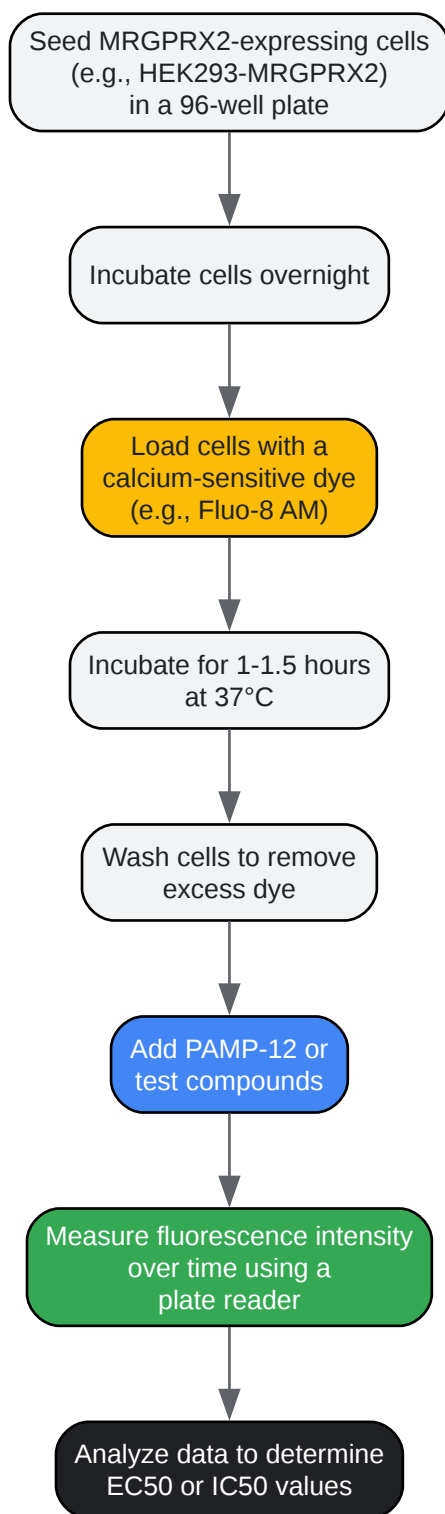 Seed MRGPRX2-expressing cells
(e.g., HEK293-MRGPRX2)
in a 96-well plate
Incubate cells overnight
Load cells with a
calcium-sensitive dye
(e.g., Fluo-8 AM)
Incubate for 1-1.5 hours
at 37°C
Wash cells to remove
excess dye
Add PAMP-12 or
test compounds
Measure fluorescence intensity
over time using a
plate reader
Analyze data to determine
EC50 or IC50 values